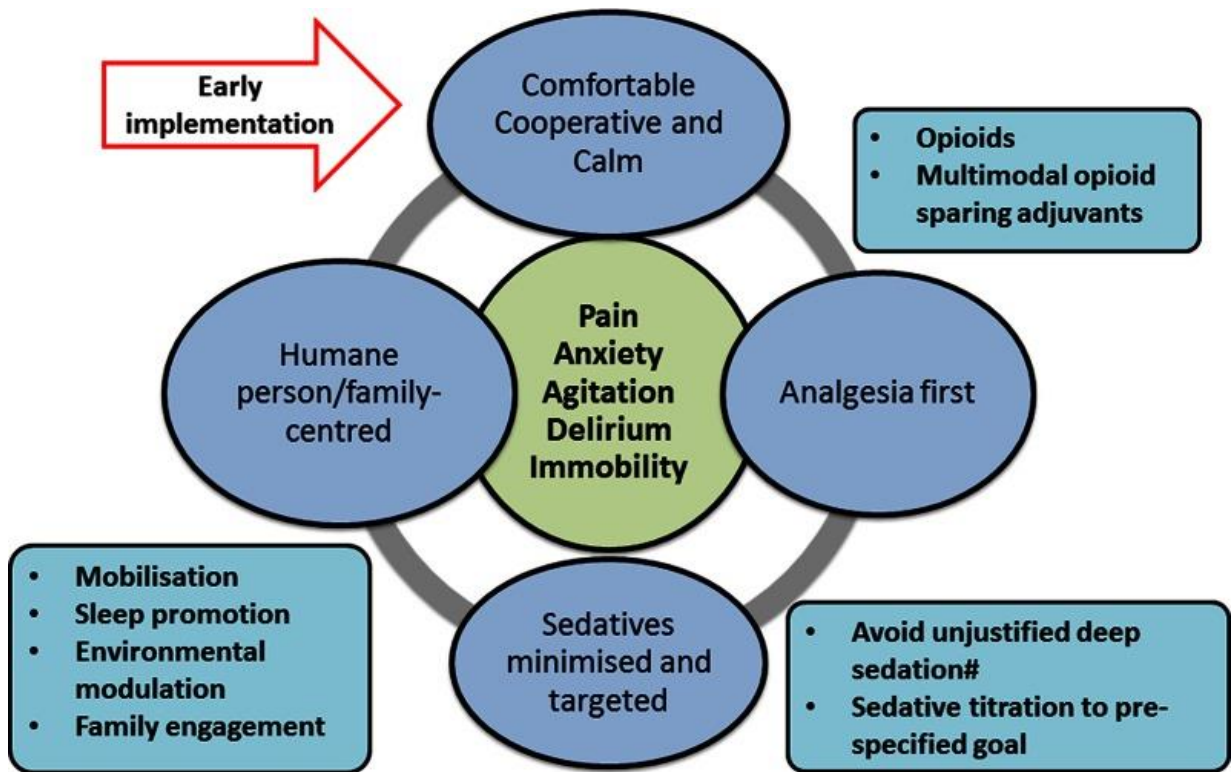 Early
implementation
Comfortable
Cooperative and
Calm
• Opioids
• Multimodal opioid
sparing adjuvants
Humane
person/family-
centred
Pain
Anxiety
Agitation
Delirium
Immobility
Analgesia first
• Mobilisation
• Sleep promotion
• Environmental
modulation
• Family engagement
Sedatives
minimised and
targeted
• Avoid unjustified deep
sedation#
• Sedative titration to pre-
specified goal